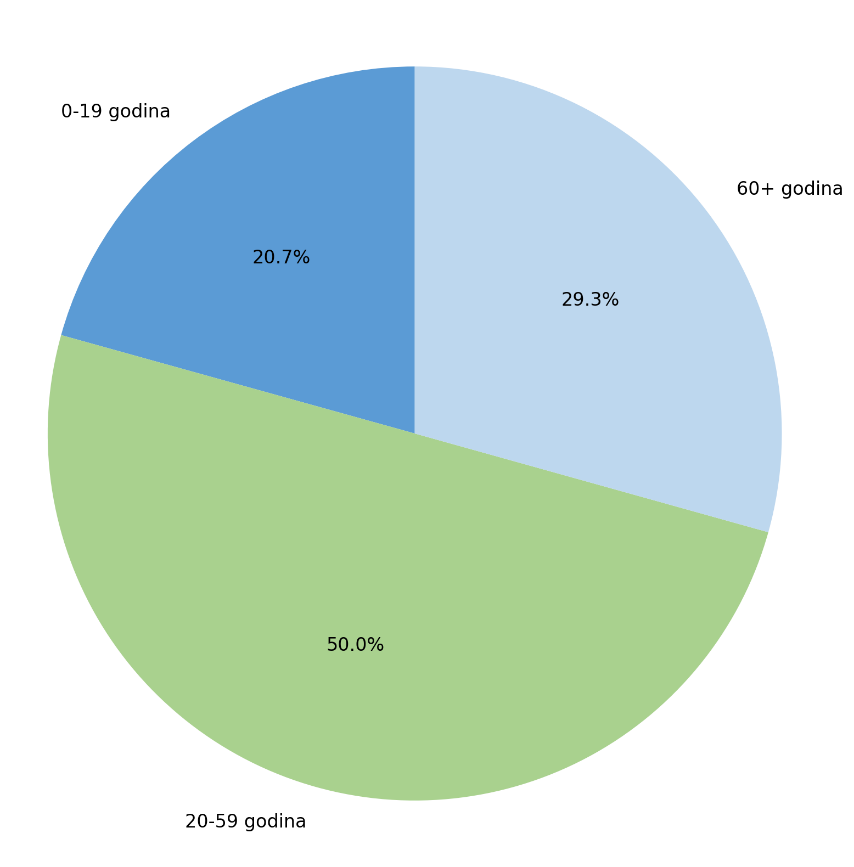 0-19 godina
60+ godina
20.7%
29.3%
50.0%
20-59 godina